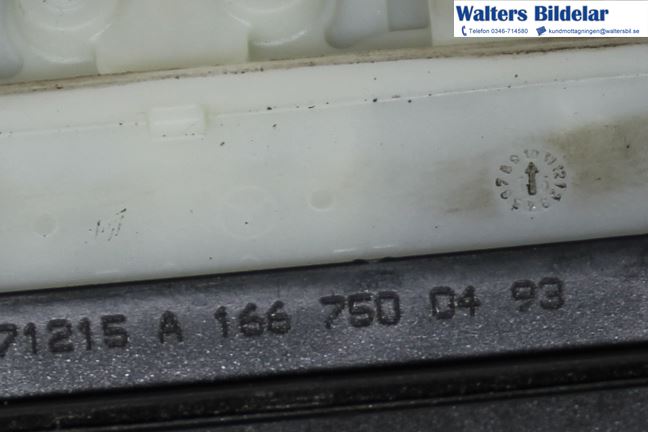 Walters Bildelar
Telefon 0346-714580 kundmottagningen@waltersbil.se
71215 A 166 750 04 93